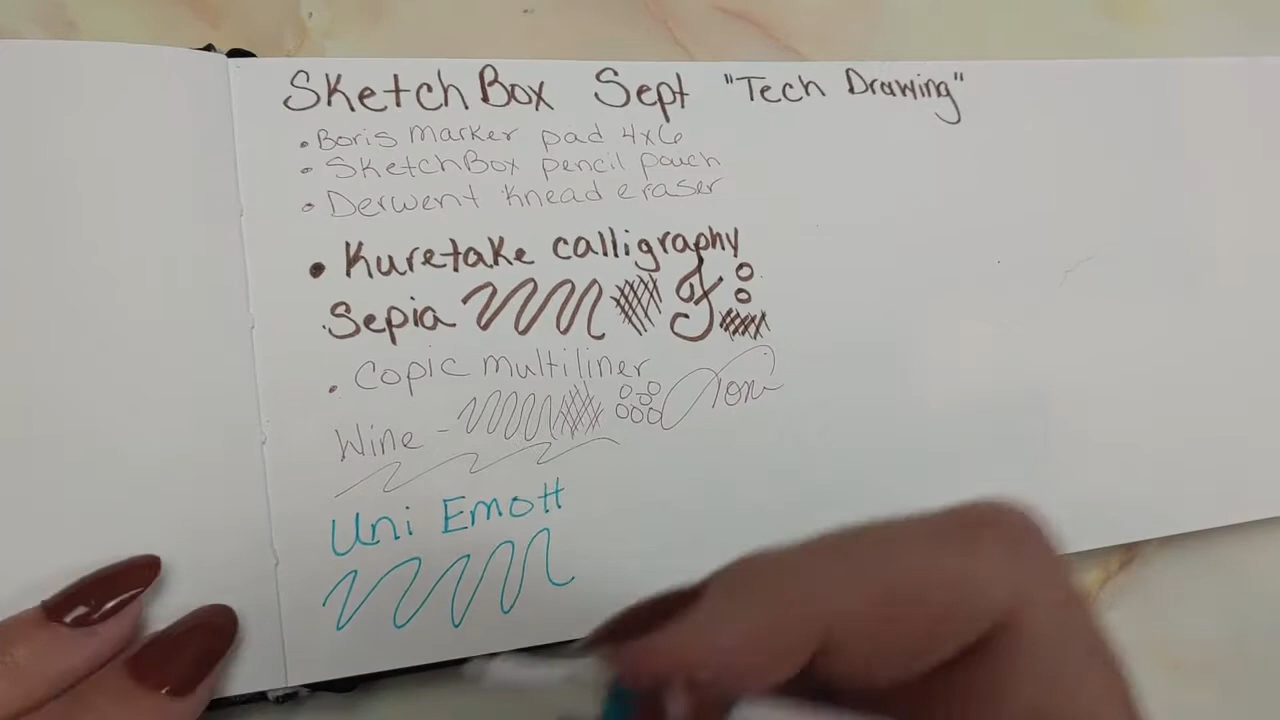 SketchBox Sept "Tech Drawing"
• Boris Marker pad 4x6
• SketchBox pencil pouch
• Derwent knead eraser
• Kuretake calligraphy
Sepia
• Copic multiliner
Wine - Toni
Uni Emott